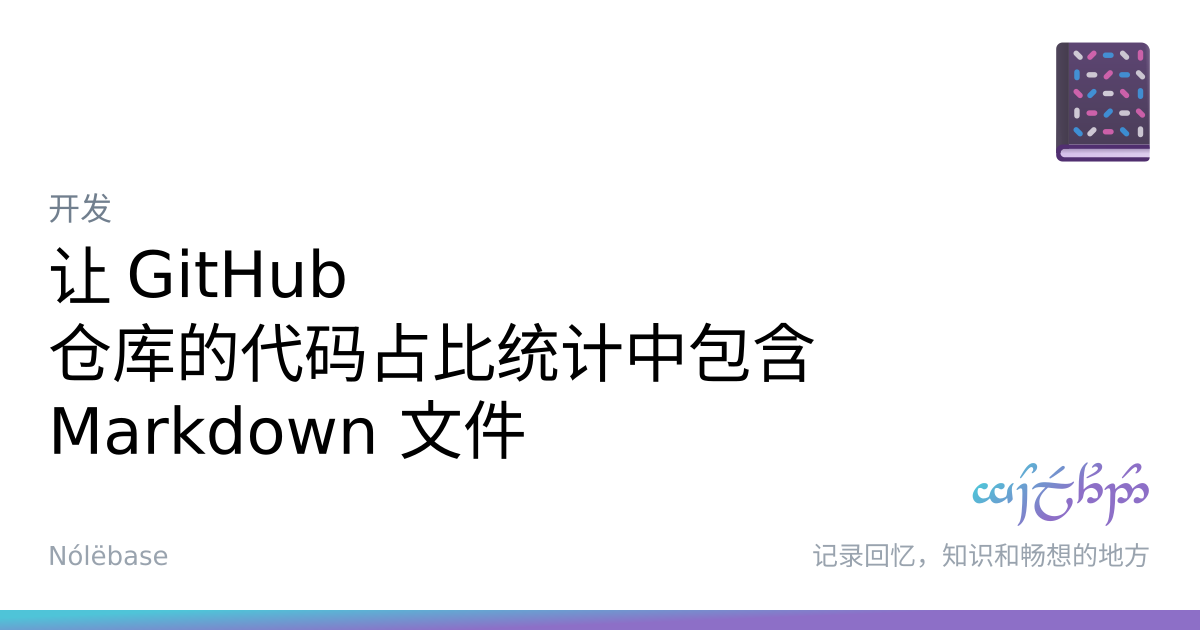 开发
让 GitHub
仓库的代码占比统计中包含
Markdown 文件
Nólëbase
记录回忆，知识和畅想的地方